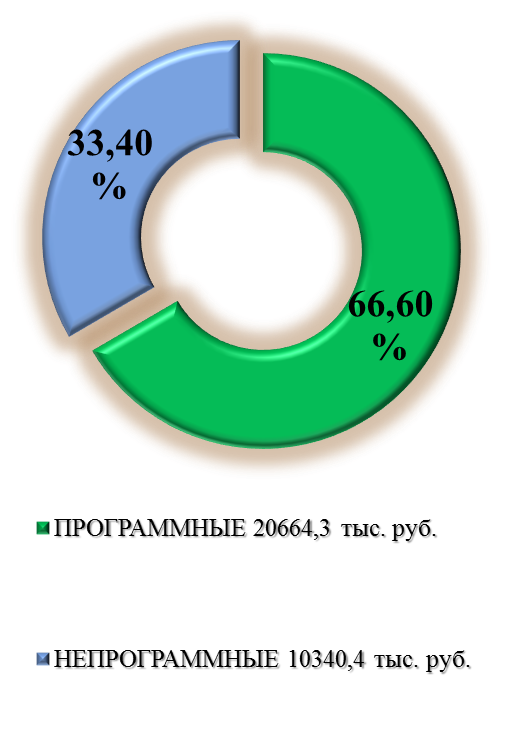 33,40
%
66,60
%
ПРОГРАММНЫЕ 20664,3 тыс. руб.
НЕПРОГРАММНЫЕ 10340,4 тыс. руб.